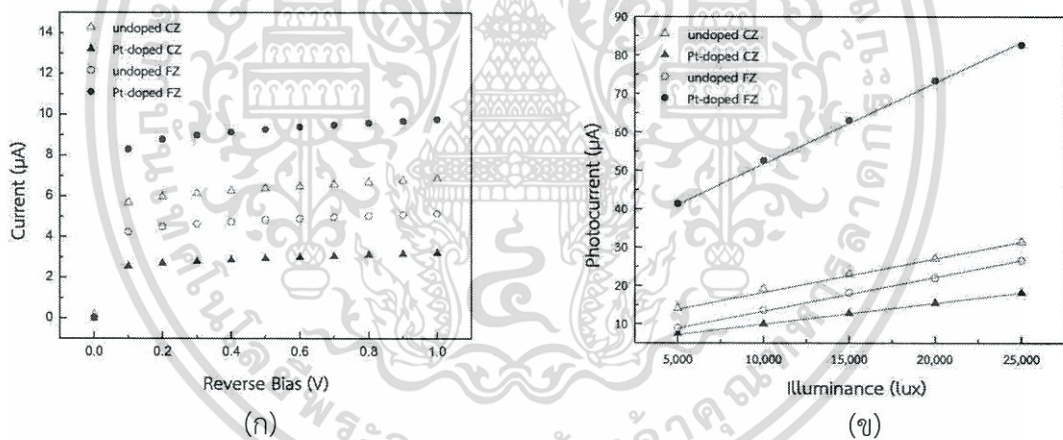 14
12
10
8
6
4
2
0
Current (µA)
undoped CZ
Pt-doped CZ
undoped FZ
Pt-doped FZ
0.0 0.2 0.4 0.6 0.8 1.0
Reverse Bias (V)
(ก)
90
80
70
60
50
40
30
20
10
Photocurrent (µA)
undoped CZ
Pt-doped CZ
undoped FZ
Pt-doped FZ
5,000 10,000 15,000 20,000 25,000
Illuminance (lux)
(ข)